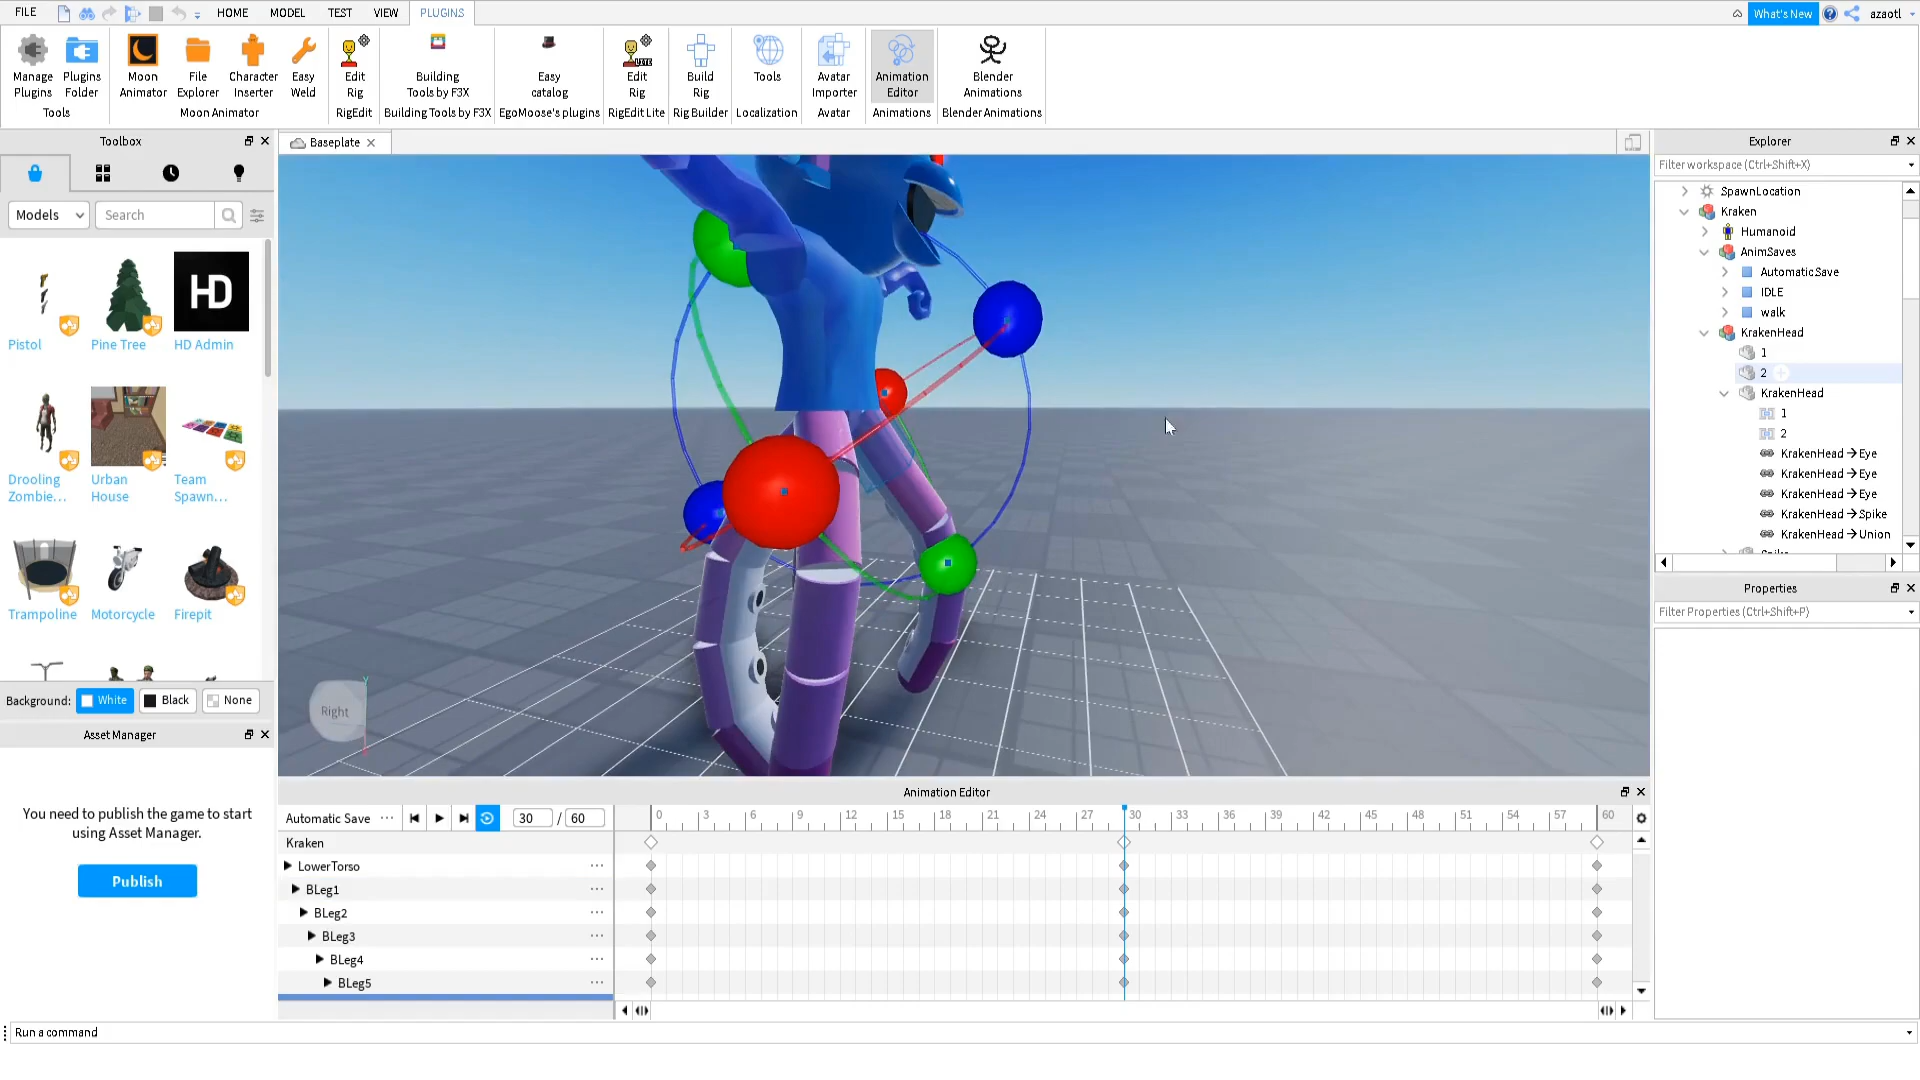 FILE HOME MODEL TEST VIEW PLUGINS What's New azaotl
Manage Plugins
Plugins Folder
Tools
Moon Animator
File Explorer
Character Inserter
Easy Weld
Moon Animator
Edit Rig
RigEdit
Building Tools by F3X
Building Tools by F3X
Easy catalog
EgoMoose's plugins
Edit Rig
LITE
RigEdit Lite
Build Rig
Rig Builder
Tools
Localization
Avatar Importer
Avatar
Animation Editor
Animations
Blender Animations
Blender Animations
Toolbox
Models
Search
HD
Pistol
Pine Tree
HD Admin
Drooling Zombie...
Urban House
Team Spawn...
Trampoline
Motorcycle
Firepit
Background: White Black None
Asset Manager
You need to publish the game to start
using Asset Manager.
Publish
Baseplate
Right
Y
Animation Editor
Automatic Save ··· 30 / 60
0 3 6 9 12 15 18 21 24 27 30 33 36 39 42 45 48 51 54 57 60
Kraken
LowerTorso
BLeg1
BLeg2
BLeg3
BLeg4
BLeg5
Explorer
Filter workspace (Ctrl+Shift+X)
SpawnLocation
Kraken
Humanoid
AnimSaves
AutomaticSave
IDLE
walk
KrakenHead
1
2
KrakenHead
1
2
KrakenHead->Eye
KrakenHead->Eye
KrakenHead->Eye
KrakenHead->Spike
KrakenHead->Union
Properties
Filter Properties (Ctrl+Shift+P)
Run a command